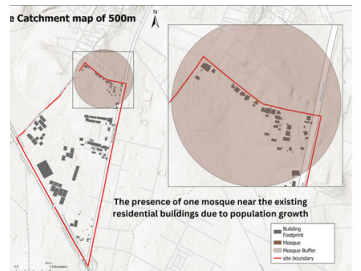 e Catchment map of 500m
N
The presence of one mosque near the existing
residential buildings due to population growth
Building
Footprint
Mosque
Mosque Buffer
site boundary